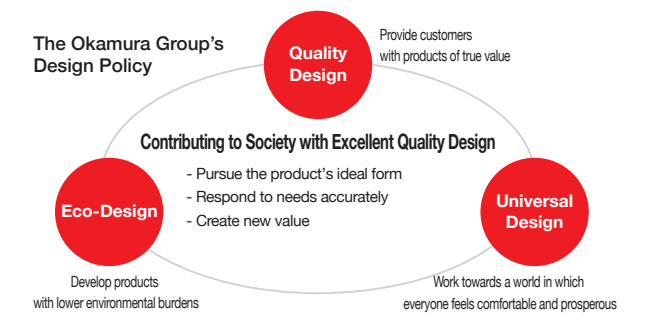 The Okamura Group’s
Design Policy
Quality
Design
Provide customers
with products of true value
Contributing to Society with Excellent Quality Design
- Pursue the product’s ideal form
- Respond to needs accurately
- Create new value
Eco-Design
Develop products
with lower environmental burdens
Universal
Design
Work towards a world in which
everyone feels comfortable and prosperous